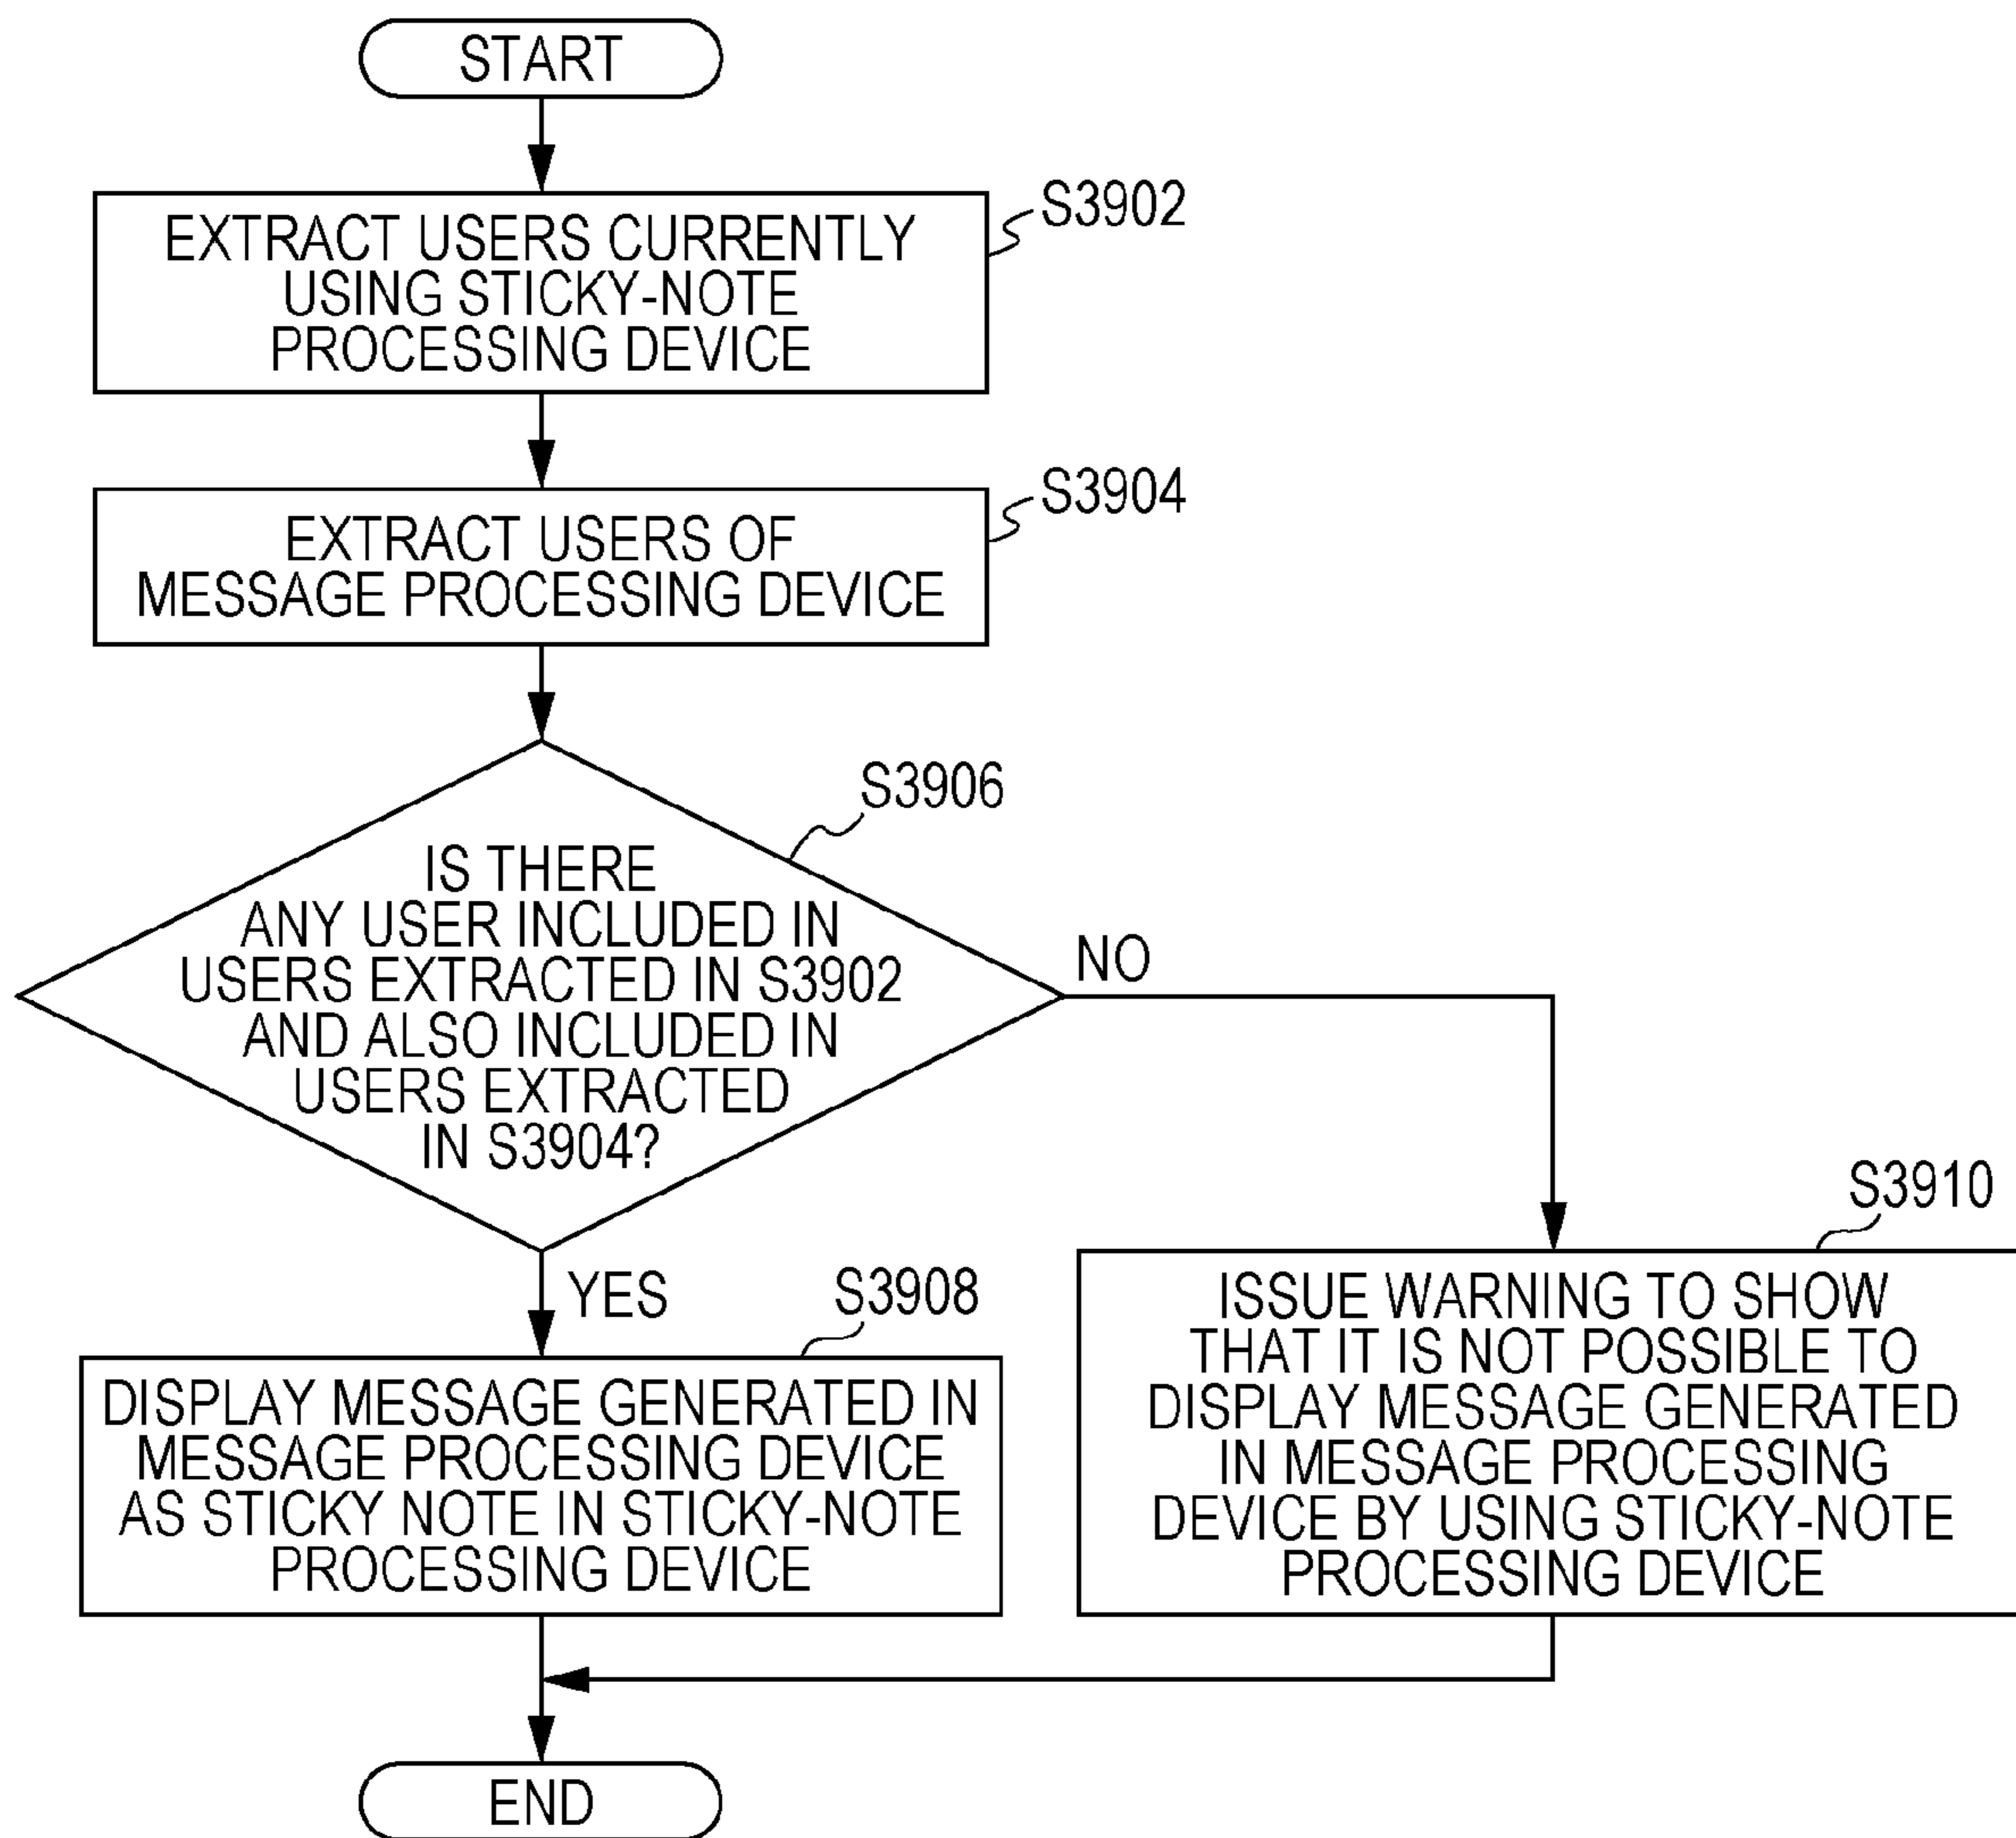 START
S3902
EXTRACT USERS CURRENTLY
USING STICKY-NOTE
PROCESSING DEVICE
S3904
EXTRACT USERS OF
MESSAGE PROCESSING DEVICE
S3906
IS THERE
ANY USER INCLUDED IN
USERS EXTRACTED IN S3902
AND ALSO INCLUDED IN
USERS EXTRACTED
IN S3904?
NO
YES
S3908
DISPLAY MESSAGE GENERATED IN
MESSAGE PROCESSING DEVICE
AS STICKY NOTE IN STICKY-NOTE
PROCESSING DEVICE
S3910
ISSUE WARNING TO SHOW
THAT IT IS NOT POSSIBLE TO
DISPLAY MESSAGE GENERATED
IN MESSAGE PROCESSING
DEVICE BY USING STICKY-NOTE
PROCESSING DEVICE
END